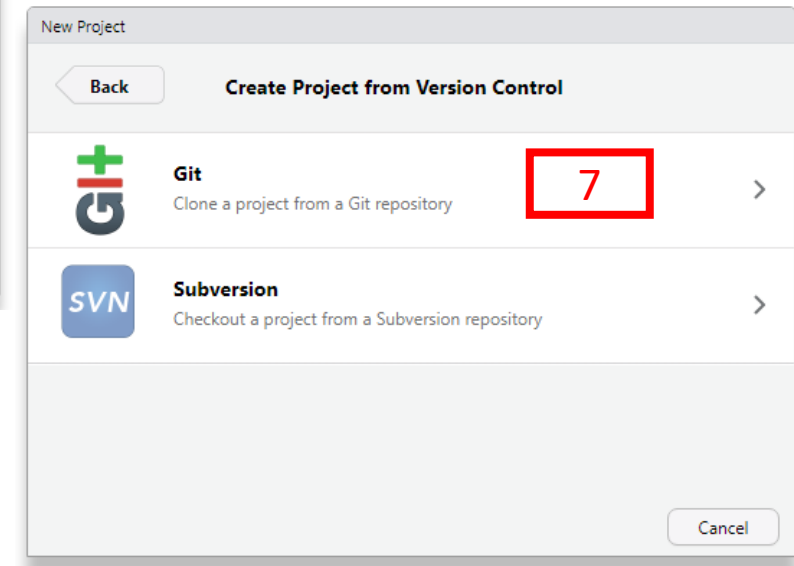 New Project
Back
Create Project from Version Control
git
Git
7
Clone a project from a Git repository
SVN
Subversion
Checkout a project from a Subversion repository
Cancel